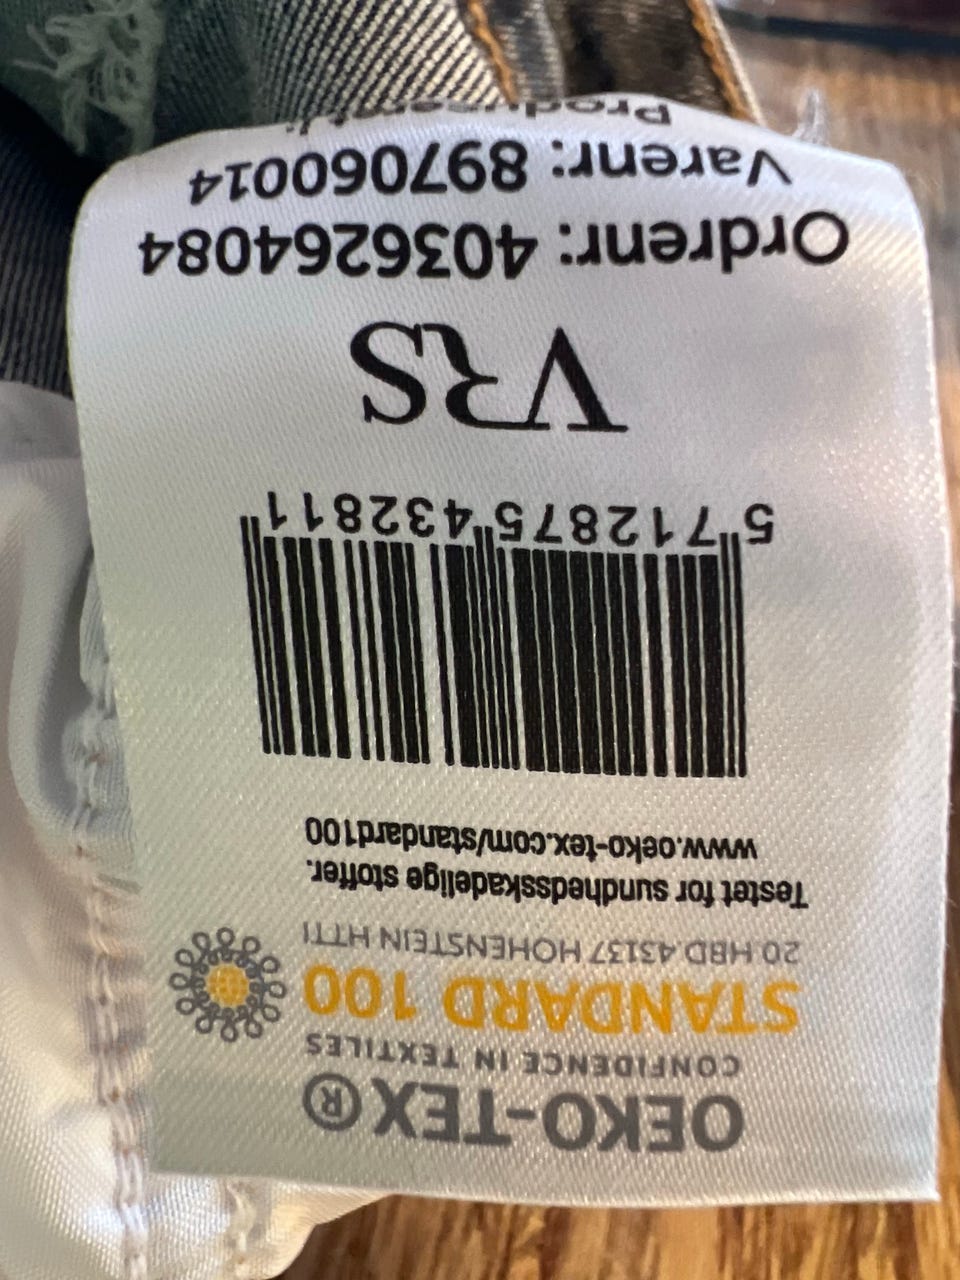 OEKO-TEX®
CONFIDENCE IN TEXTILES
STANDARD 100
20.HBD.43137 HOHENSTEIN HTTI
Testet for sundhedsskadelige stoffer.
www.oeko-tex.com/standard100
5 712875 432811
VRS
Ordrenr: 4036264084
Varenr: 897060014